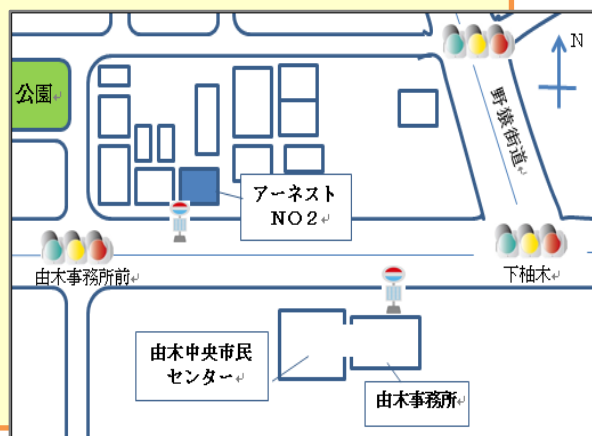 N
公園
野猿街道
アーネスト
NO2
由木事務所前
下柚木
由木中央市民
センター
由木事務所